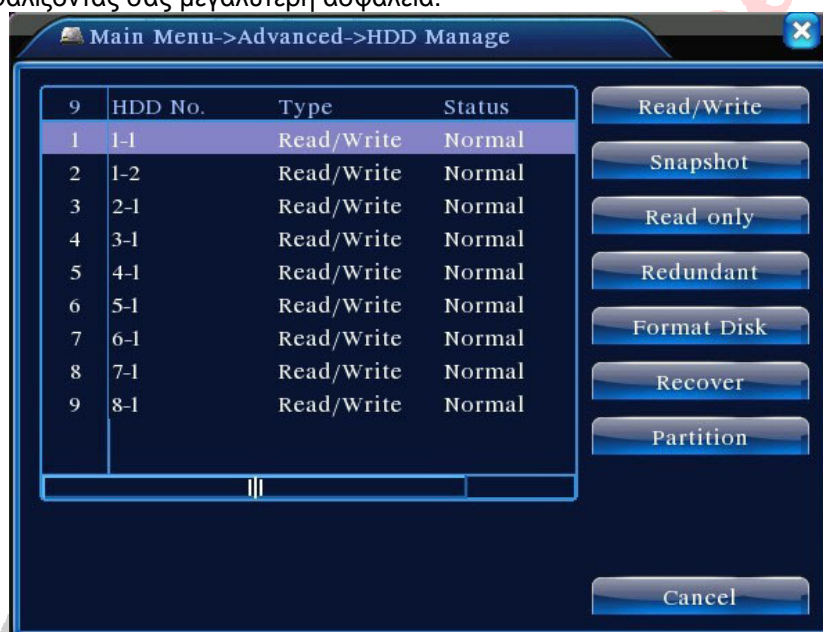 σας μεγαλύτερη ασφάλεια.
Main Menu->Advanced->HDD Manage
9 HDD No. Type Status
1 1-1 Read/Write Normal
2 1-2 Read/Write Normal
3 2-1 Read/Write Normal
4 3-1 Read/Write Normal
5 4-1 Read/Write Normal
6 5-1 Read/Write Normal
7 6-1 Read/Write Normal
8 7-1 Read/Write Normal
9 8-1 Read/Write Normal
Read/Write
Snapshot
Read only
Redundant
Format Disk
Recover
Partition
Cancel